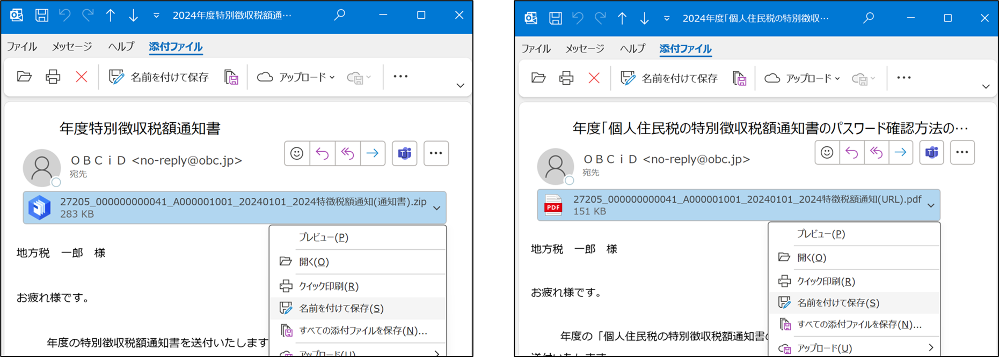 2024年度特別徴収税額通…
ファイル メッセージ ヘルプ 添付ファイル
名前を付けて保存 アップロード
年度特別徴収税額通知書
ＯＢＣｉＤ <no-reply@obc.jp>
宛先
27205_000000000041_A000001001_20240101_2024特徴税額通知(通知書).zip
283 KB
地方税　一郎　様
お疲れ様です。
年度の特別徴収税額通知書を送付いたします
プレビュー(P)
開く(O)
クイック印刷(R)
名前を付けて保存(S)
すべての添付ファイルを保存(N)...
アップロード(U)
2024年度「個人住民税の特別徴収…
ファイル メッセージ ヘルプ 添付ファイル
名前を付けて保存 アップロード
年度「個人住民税の特別徴収税額通知書のパスワード確認方法の…
ＯＢＣｉＤ <no-reply@obc.jp>
宛先
PDF
27205_000000000041_A000001001_20240101_2024特徴税額通知(URL).pdf
151 KB
地方税　一郎　様
お疲れ様です。
年度の「個人住民税の特別徴収税額通知書の
送付いたします
プレビュー(P)
開く(O)
クイック印刷(R)
名前を付けて保存(S)
すべての添付ファイルを保存(N)...
アップロード(U)